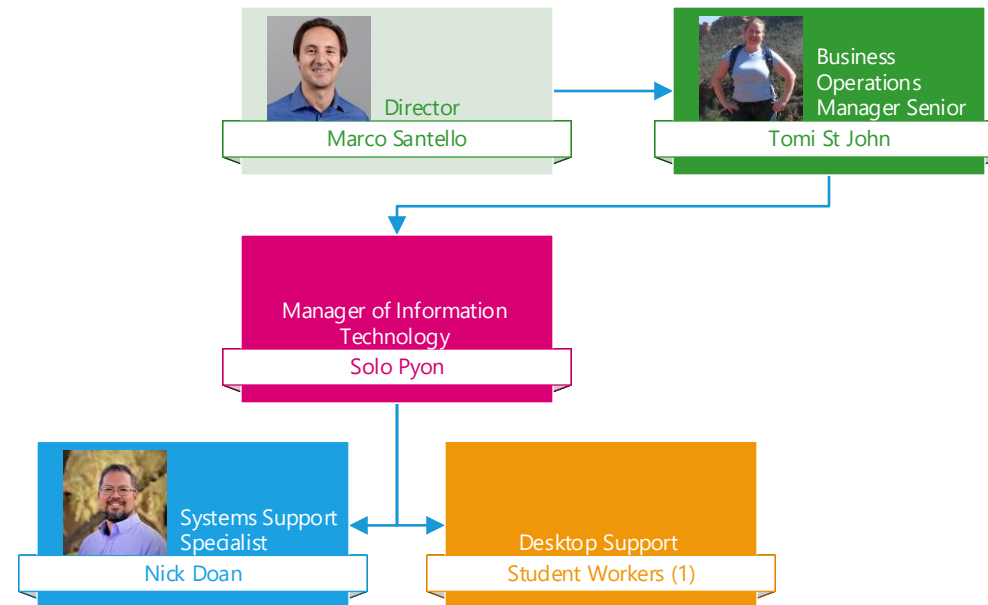 Director
Marco Santello
Business
Operations
Manager Senior
Tomi St John
Manager of Information
Technology
Solo Pyon
Systems Support
Specialist
Nick Doan
Desktop Support
Student Workers (1)